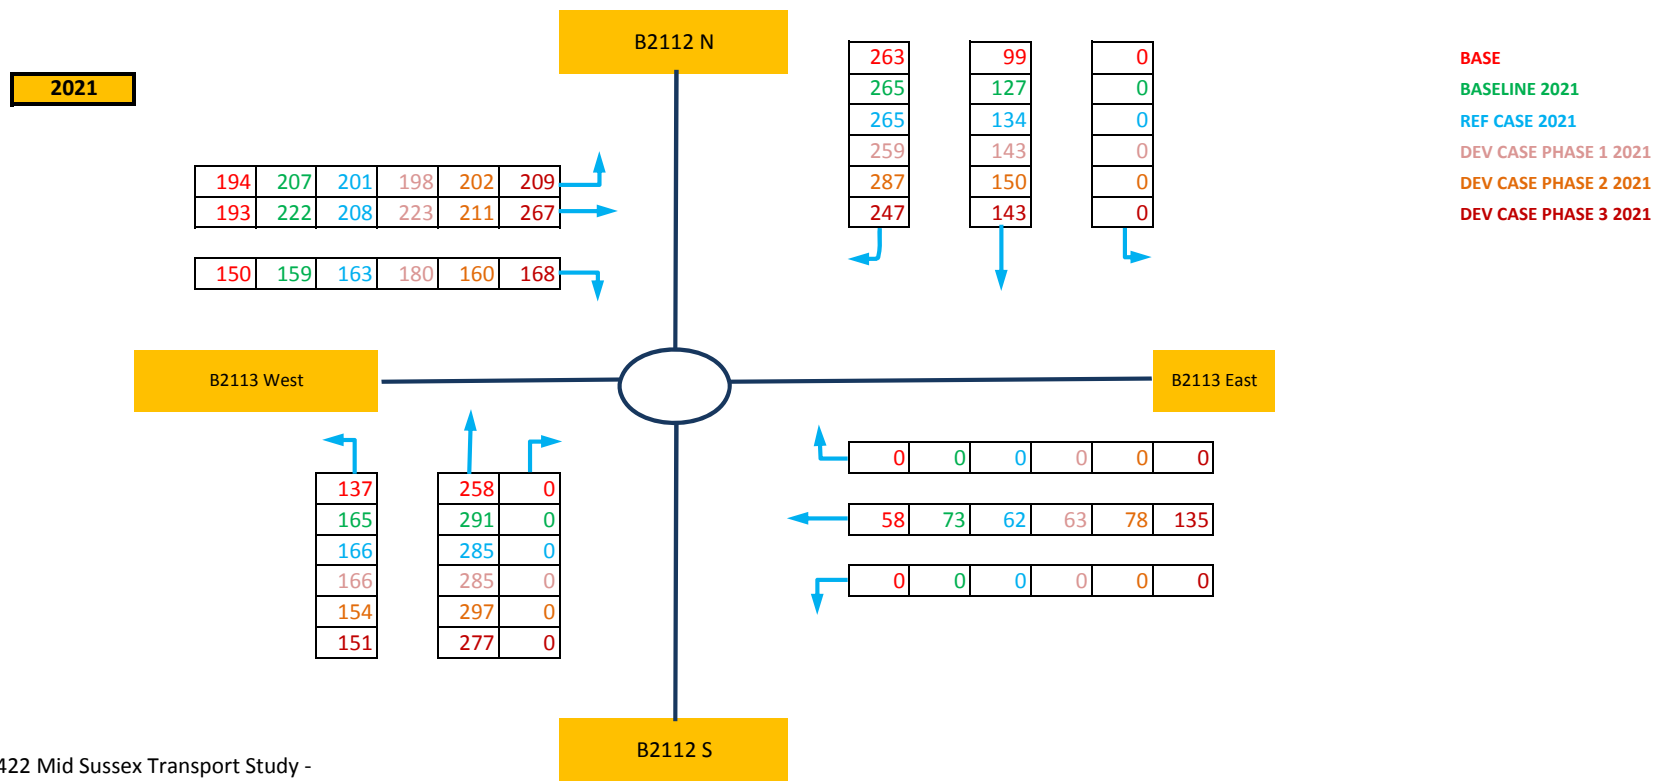 B2112 N
2021
263 99 0
265 127 0
265 134 0
259 143 0
287 150 0
247 143 0
BASE
BASELINE 2021
REF CASE 2021
DEV CASE PHASE 1 2021
DEV CASE PHASE 2 2021
DEV CASE PHASE 3 2021
194 207 201 198 202 209
193 222 208 223 211 267
150 159 163 180 160 168
B2113 West
B2113 East
137 258 0
165 291 0
166 285 0
166 285 0
154 297 0
151 277 0
0 0 0 0 0 0
58 73 62 63 78 135
0 0 0 0 0 0
B2112 S
422 Mid Sussex Transport Study -